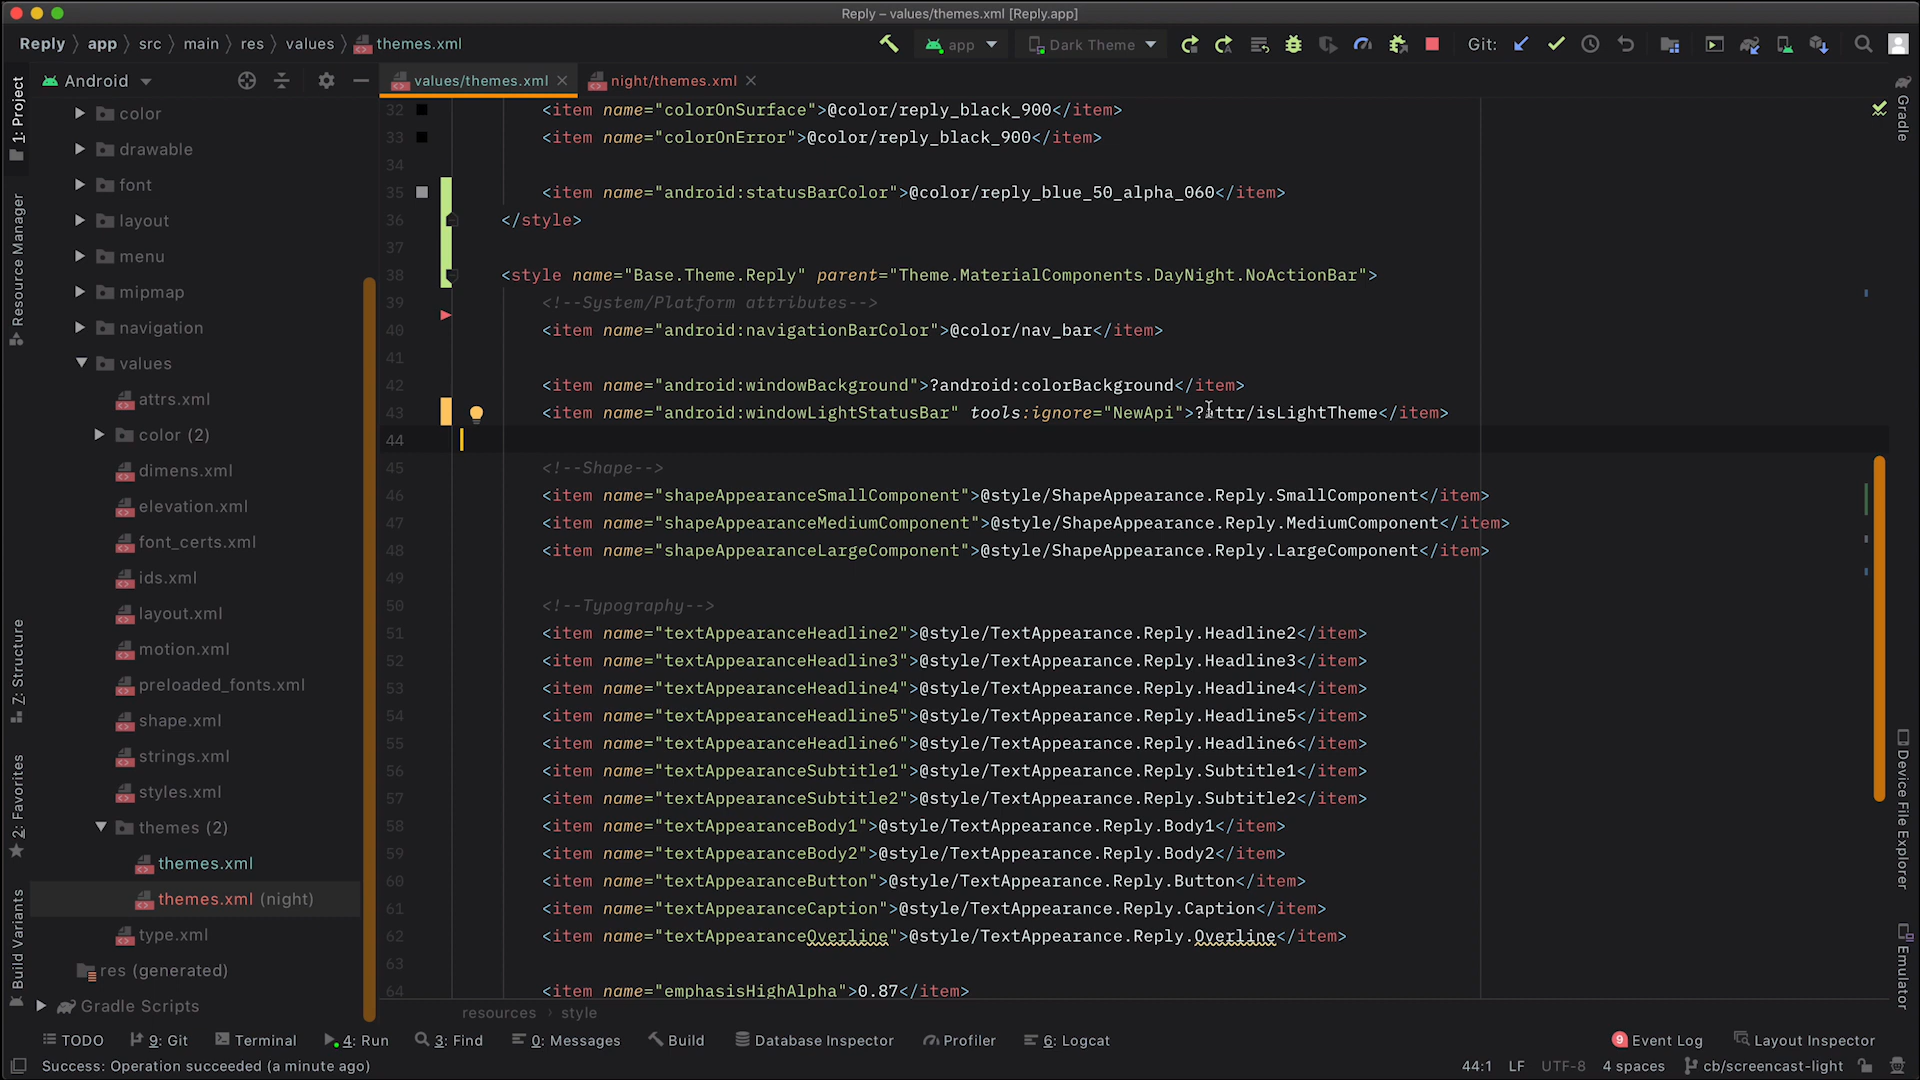 Reply – values/themes.xml [Reply.app]
Reply app src main res values themes.xml
app Dark Theme Git:
Android
values/themes.xml night/themes.xml
1: Project
Resource Manager
Z: Structure
2: Favorites
Build Variants
color
drawable
font
layout
menu
mipmap
navigation
values
attrs.xml
color (2)
dimens.xml
elevation.xml
font_certs.xml
ids.xml
layout.xml
motion.xml
preloaded_fonts.xml
shape.xml
strings.xml
styles.xml
themes (2)
themes.xml
themes.xml (night)
type.xml
res (generated)
Gradle Scripts
32 <item name="colorOnSurface">@color/reply_black_900</item>
33 <item name="colorOnError">@color/reply_black_900</item>
34
35 <item name="android:statusBarColor">@color/reply_blue_50_alpha_060</item>
36 </style>
37
38 <style name="Base.Theme.Reply" parent="Theme.MaterialComponents.DayNight.NoActionBar">
39 <!--System/Platform attributes-->
40 <item name="android:navigationBarColor">@color/nav_bar</item>
41
42 <item name="android:windowBackground">?android:colorBackground</item>
43 <item name="android:windowLightStatusBar" tools:ignore="NewApi">?attr/isLightTheme</item>
44
45 <!--Shape-->
46 <item name="shapeAppearanceSmallComponent">@style/ShapeAppearance.Reply.SmallComponent</item>
47 <item name="shapeAppearanceMediumComponent">@style/ShapeAppearance.Reply.MediumComponent</item>
48 <item name="shapeAppearanceLargeComponent">@style/ShapeAppearance.Reply.LargeComponent</item>
49
50 <!--Typography-->
51 <item name="textAppearanceHeadline2">@style/TextAppearance.Reply.Headline2</item>
52 <item name="textAppearanceHeadline3">@style/TextAppearance.Reply.Headline3</item>
53 <item name="textAppearanceHeadline4">@style/TextAppearance.Reply.Headline4</item>
54 <item name="textAppearanceHeadline5">@style/TextAppearance.Reply.Headline5</item>
55 <item name="textAppearanceHeadline6">@style/TextAppearance.Reply.Headline6</item>
56 <item name="textAppearanceSubtitle1">@style/TextAppearance.Reply.Subtitle1</item>
57 <item name="textAppearanceSubtitle2">@style/TextAppearance.Reply.Subtitle2</item>
58 <item name="textAppearanceBody1">@style/TextAppearance.Reply.Body1</item>
59 <item name="textAppearanceBody2">@style/TextAppearance.Reply.Body2</item>
60 <item name="textAppearanceButton">@style/TextAppearance.Reply.Button</item>
61 <item name="textAppearanceCaption">@style/TextAppearance.Reply.Caption</item>
62 <item name="textAppearanceOverline">@style/TextAppearance.Reply.Overline</item>
63
64 <item name="emphasisHighAlpha">0.87</item>
resources style
Gradle
Device File Explorer
Emulator
TODO 9: Git Terminal 4: Run 3: Find 0: Messages Build Database Inspector Profiler 6: Logcat 9 Event Log Layout Inspector
Success: Operation succeeded (a minute ago) 44:1 LF UTF-8 4 spaces cb/screencast-light